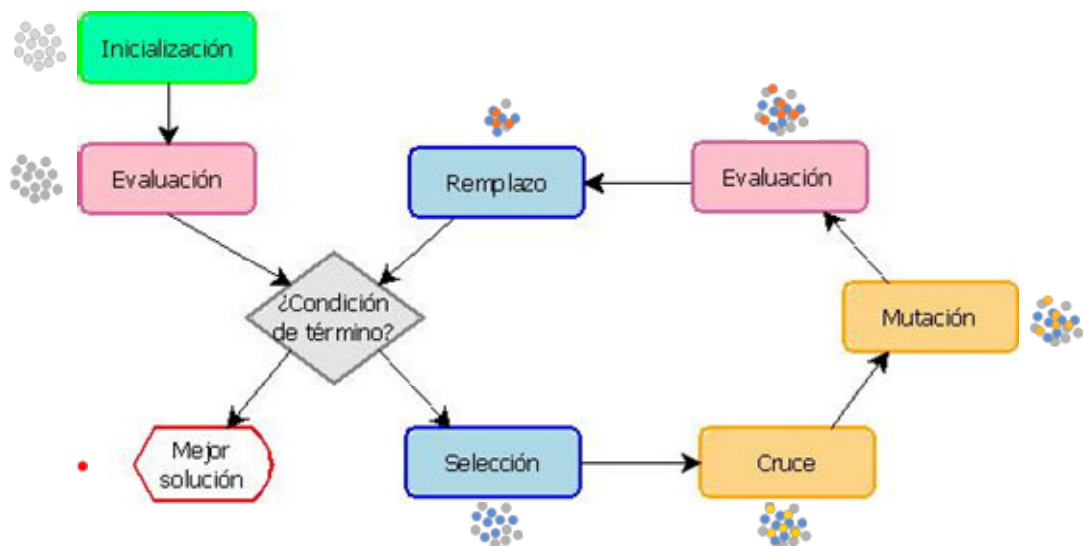 Inicialización
Evaluación
Remplazo
Evaluación
¿Condición
de término?
Mutación
Mejor
solución
Selección
Cruce